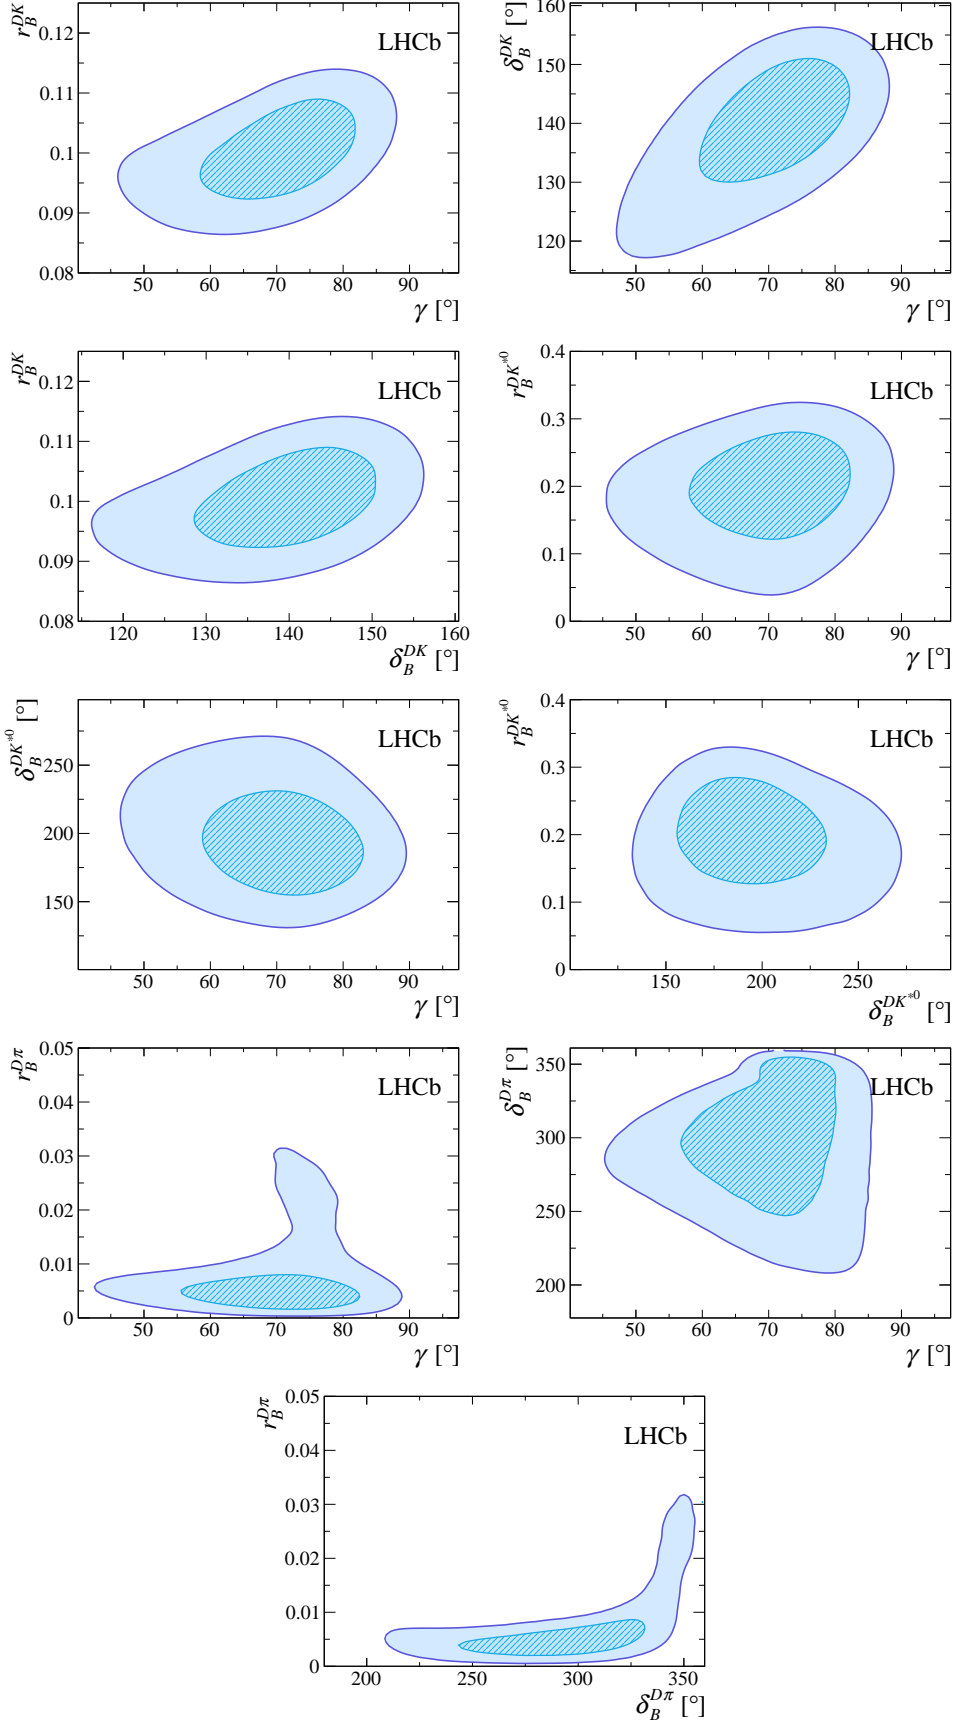 r_B^{DK}
0.12
0.11
0.1
0.09
0.08
LHCb
50 60 70 80 90
γ [°]
δ_B^{DK} [°]
160
150
140
130
120
LHCb
50 60 70 80 90
γ [°]
r_B^{DK}
0.12
0.11
0.1
0.09
0.08
LHCb
120 130 140 150 160
δ_B^{DK} [°]
r_B^{DK*0}
0.4
0.3
0.2
0.1
0
LHCb
50 60 70 80 90
γ [°]
δ_B^{DK*0} [°]
250
200
150
LHCb
50 60 70 80 90
γ [°]
r_B^{DK*0}
0.4
0.3
0.2
0.1
0
LHCb
150 200 250
δ_B^{DK*0} [°]
r_B^{Dπ}
0.05
0.04
0.03
0.02
0.01
0
LHCb
50 60 70 80 90
γ [°]
δ_B^{Dπ} [°]
350
300
250
200
LHCb
50 60 70 80 90
γ [°]
r_B^{Dπ}
0.05
0.04
0.03
0.02
0.01
0
LHCb
200 250 300 350
δ_B^{Dπ} [°]